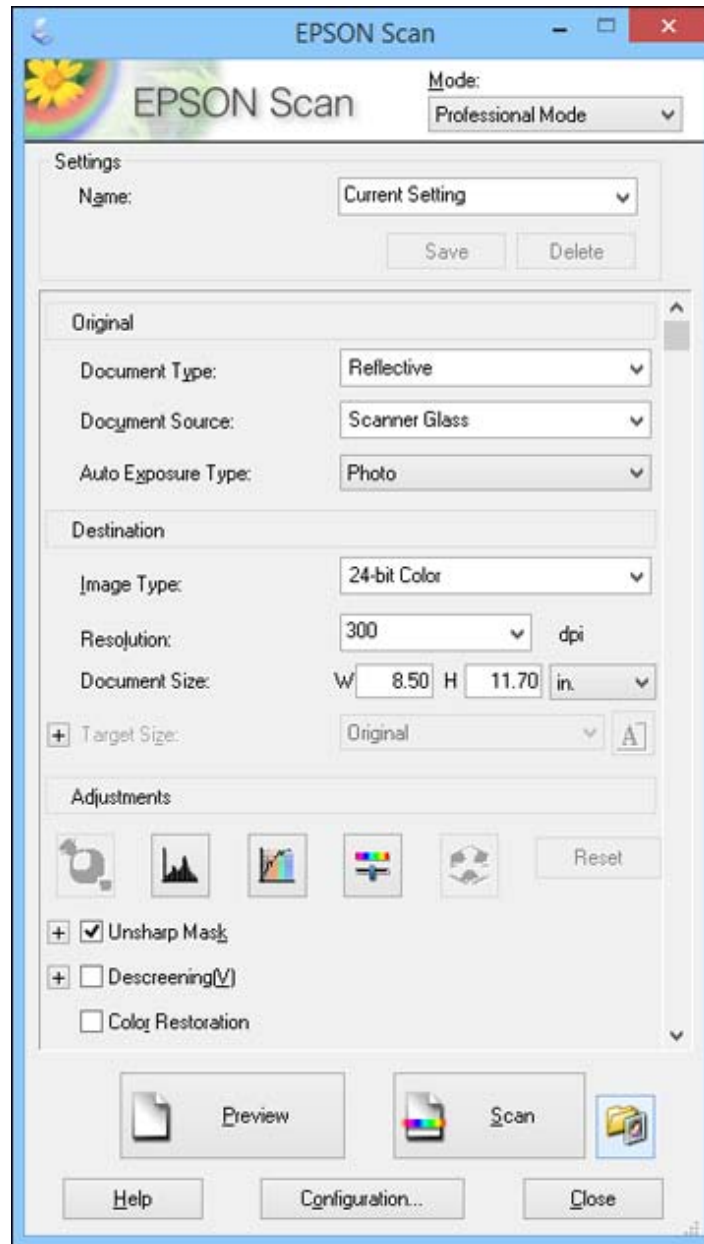 EPSON Scan
EPSON Scan
Mode:
Professional Mode
Settings
Name: Current Setting
Save Delete
Original
Document Type: Reflective
Document Source: Scanner Glass
Auto Exposure Type: Photo
Destination
Image Type: 24-bit Color
Resolution: 300 dpi
Document Size: W 8.50 H 11.70 in.
+ Target Size: Original A
Adjustments
Reset
+ Unsharp Mask
+ Descreening(V)
Color Restoration
Preview Scan
Help Configuration... Close